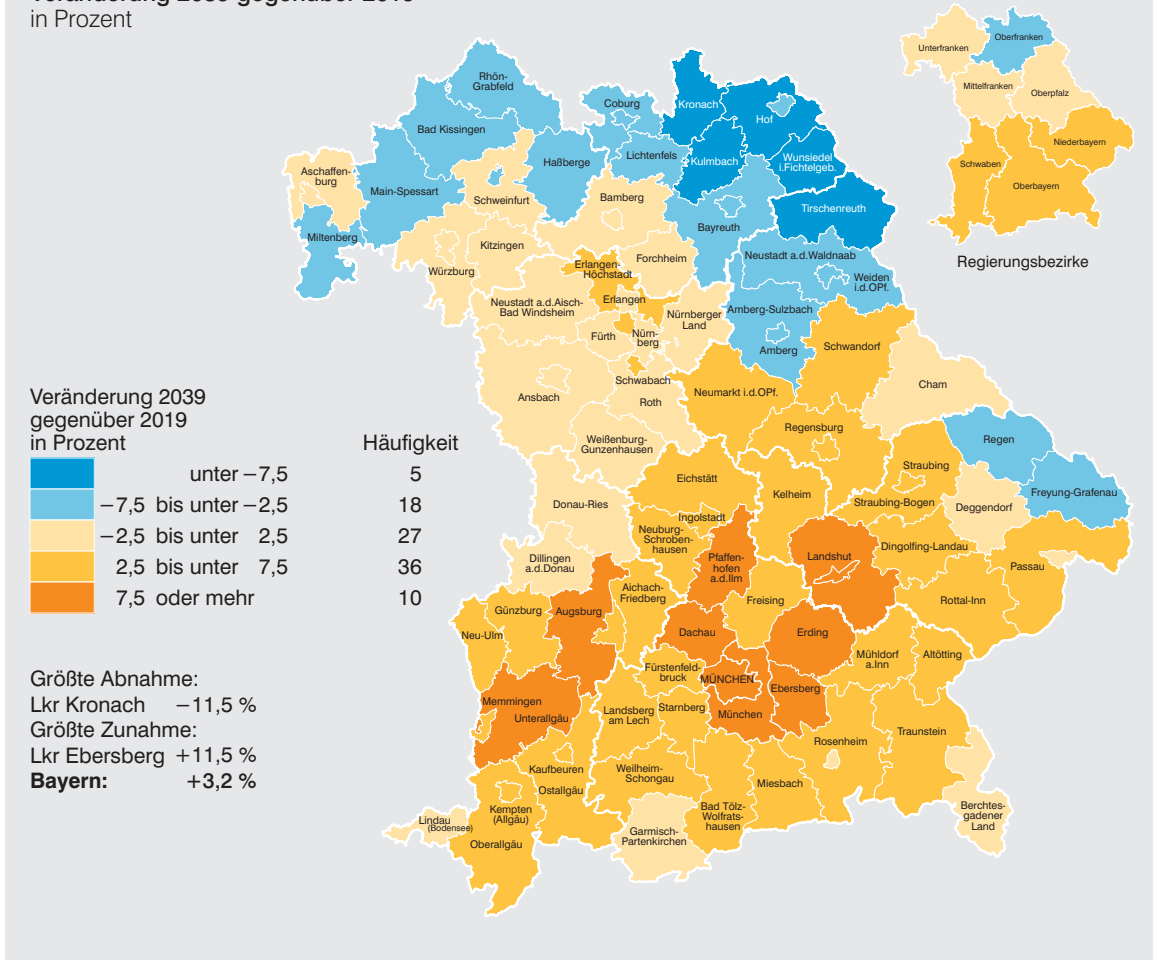 in Prozent
Unterfranken
Oberfranken
Mittelfranken
Oberpfalz
Niederbayern
Schwaben
Oberbayern
Regierungsbezirke
Rhön-
Grabfeld
Bad Kissingen
Coburg
Kronach
Hof
Aschaffen-
burg
Main-Spessart
Haßberge
Lichtenfels
Kulmbach
Wunsiedel
i.Fichtelgeb.
Schweinfurt
Bamberg
Tirschenreuth
Miltenberg
Bayreuth
Kitzingen
Würzburg
Forchheim
Erlangen-
Höchstadt
Neustadt a.d.Waldnaab
Weiden
i.d.OPf.
Neustadt a.d.Aisch-
Bad Windsheim
Erlangen
Nürnberger
Land
Amberg-Sulzbach
Fürth
Nürn-
berg
Amberg
Schwandorf
Ansbach
Schwabach
Roth
Neumarkt i.d.OPf.
Cham
Weißenburg-
Gunzenhausen
Regensburg
Regen
Straubing
Freyung-Grafenau
Eichstätt
Kelheim
Straubing-Bogen
Deggendorf
Donau-Ries
Ingolstadt
Neuburg-
Schroben-
hausen
Pfaffen-
hofen
a.d.Ilm
Landshut
Dingolfing-Landau
Passau
Dillingen
a.d.Donau
Aichach-
Friedberg
Freising
Rottal-Inn
Günzburg
Augsburg
Neu-Ulm
Dachau
Erding
Mühldorf
a.Inn
Altötting
Fürstenfeld-
bruck
MÜNCHEN
Ebersberg
Memmingen
Unterallgäu
Landsberg
am Lech
Starnberg
München
Rosenheim
Traunstein
Kaufbeuren
Ostallgäu
Weilheim-
Schongau
Miesbach
Bad Tölz-
Wolfrats-
hausen
Kempten
(Allgäu)
Lindau
(Bodensee)
Oberallgäu
Garmisch-
Partenkirchen
Berchtes-
gadener
Land
Veränderung 2039
gegenüber 2019
in Prozent Häufigkeit
unter −7,5 5
−7,5 bis unter −2,5 18
−2,5 bis unter 2,5 27
2,5 bis unter 7,5 36
7,5 oder mehr 10
Größte Abnahme:
Lkr Kronach −11,5 %
Größte Zunahme:
Lkr Ebersberg +11,5 %
Bayern: +3,2 %